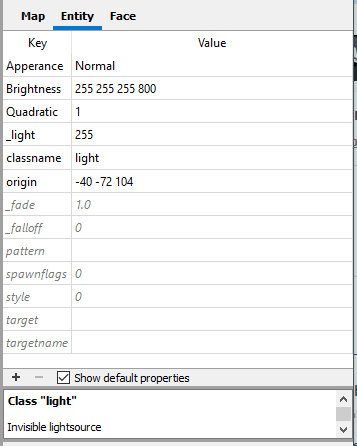 Map Entity Face
Key Value
Apperance Normal
Brightness 255 255 255 800
Quadratic 1
_light 255
classname light
origin -40 -72 104
_fade 1.0
_falloff 0
pattern
spawnflags 0
style 0
target
targetname
+ − Show default properties
Class "light"
Invisible lightsource